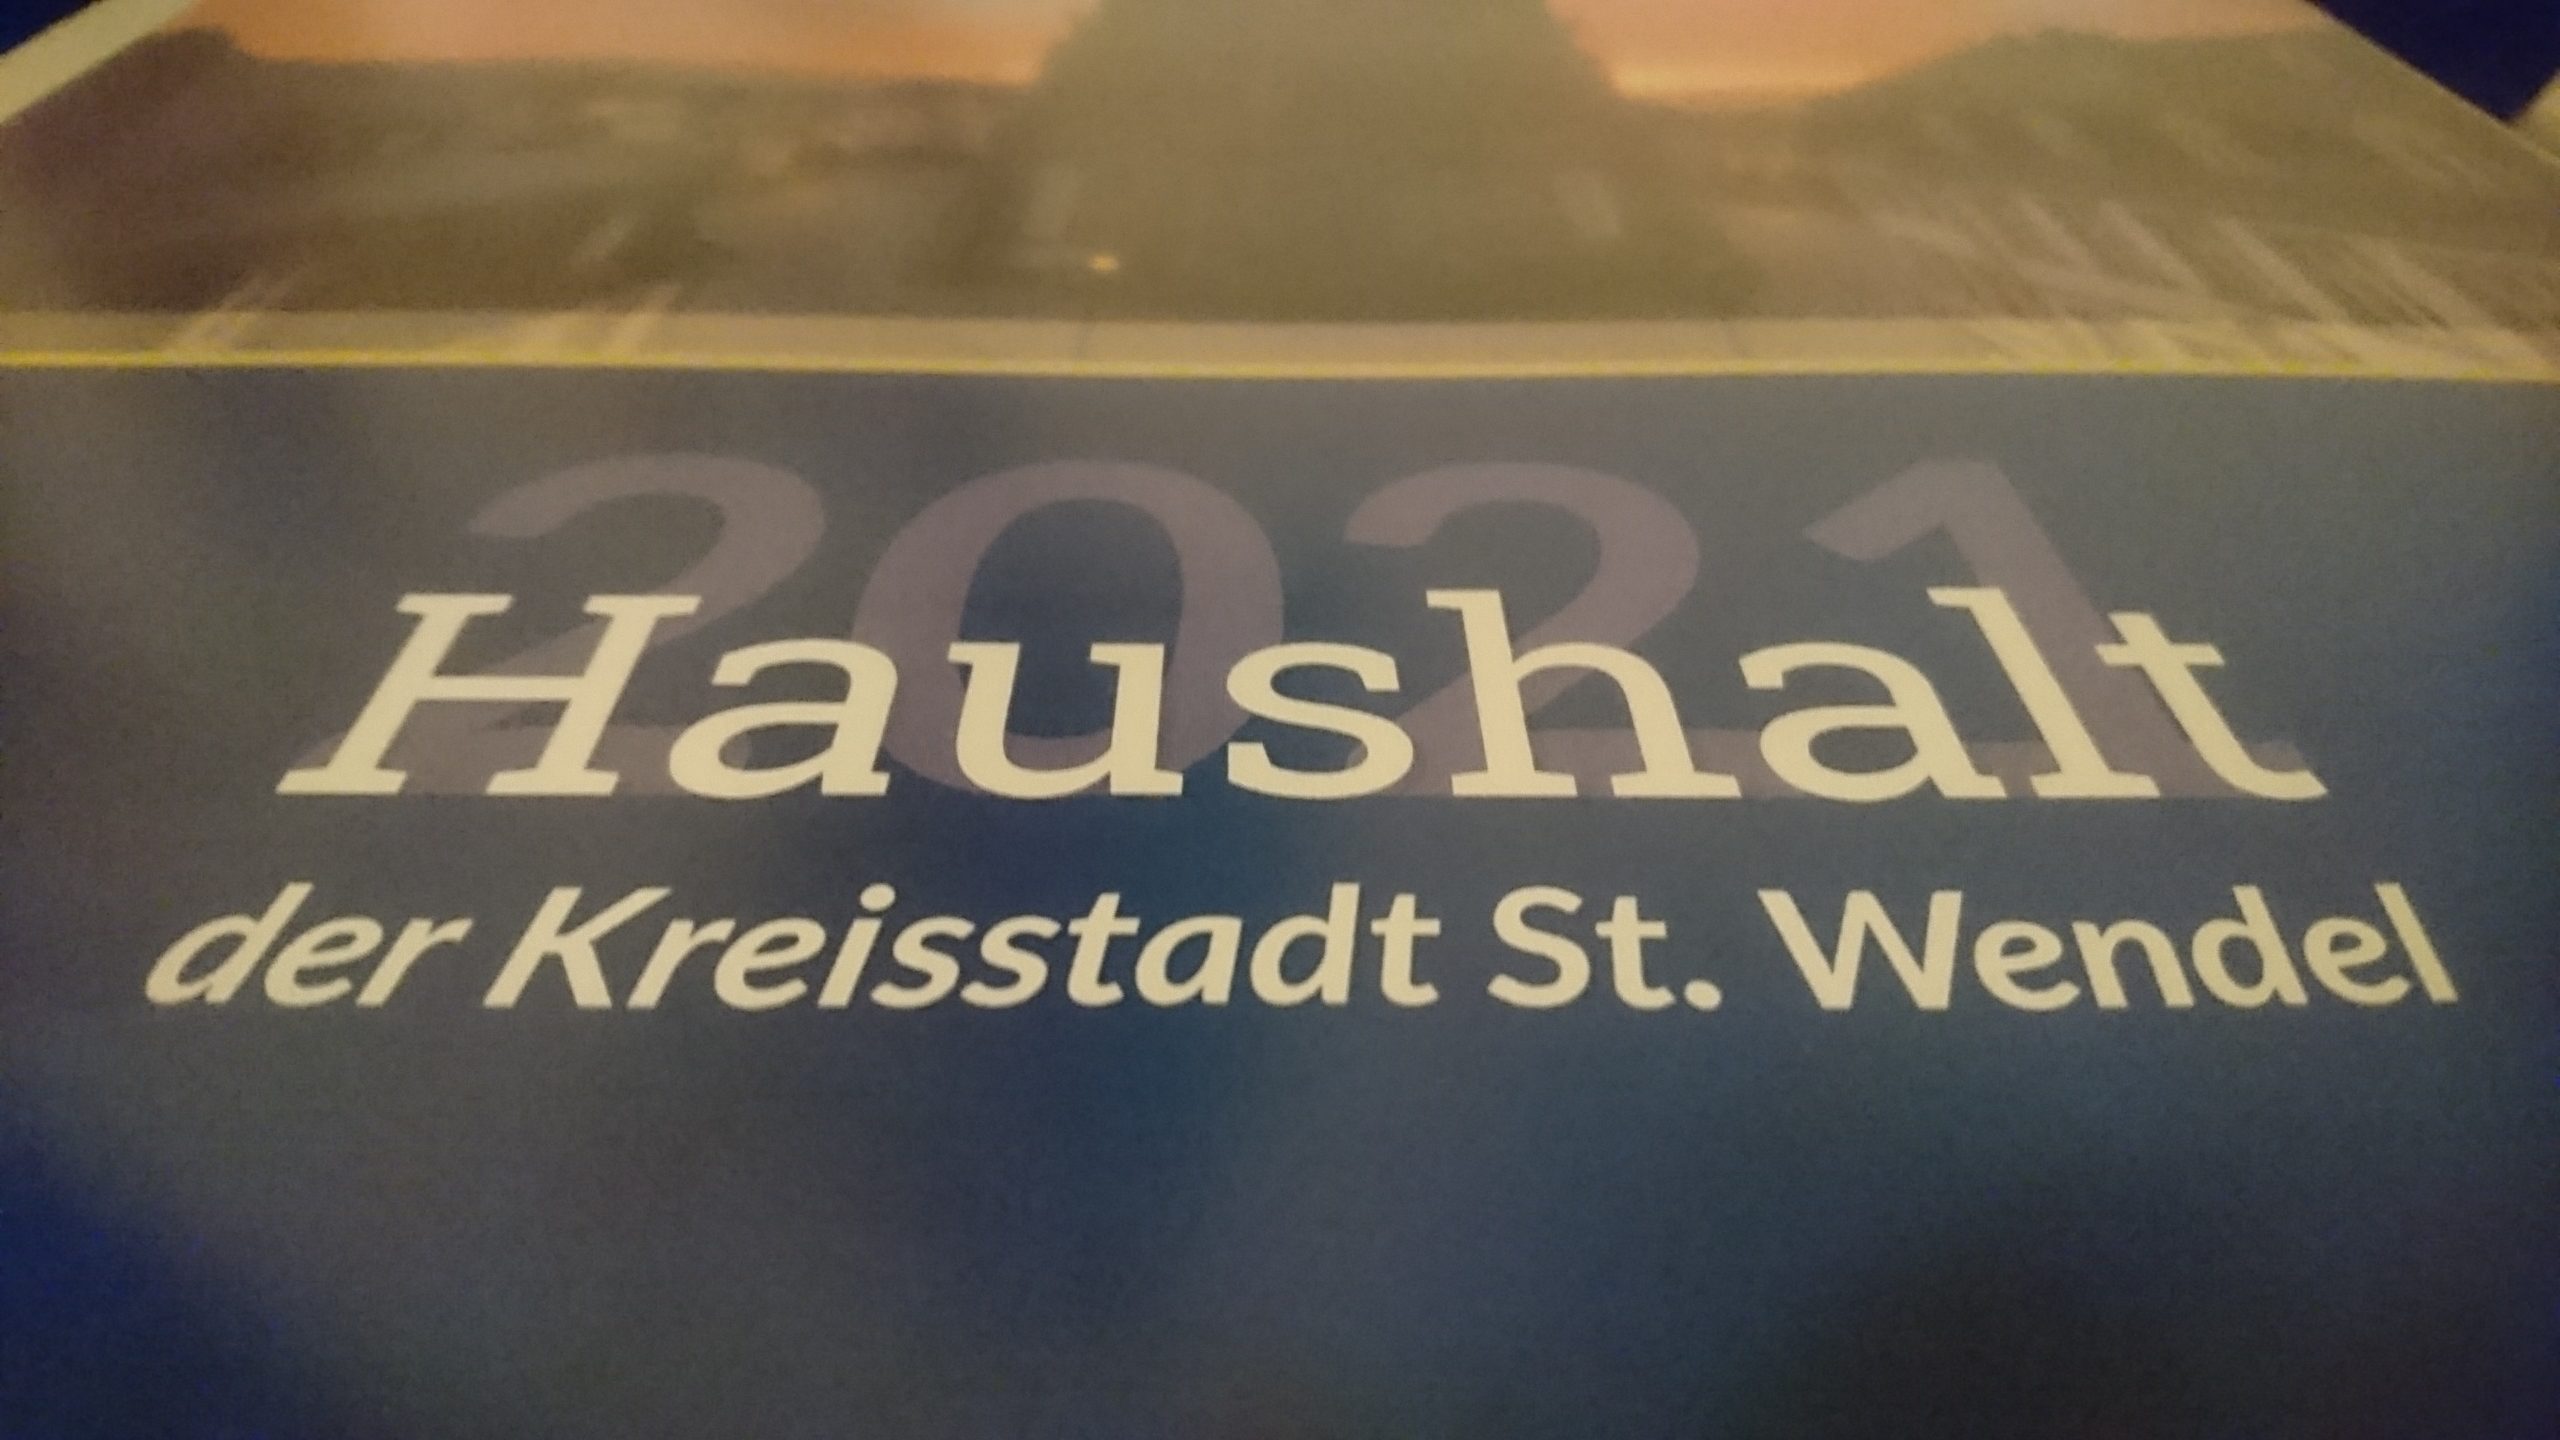 2021
Haushalt
der Kreisstadt St. Wendel